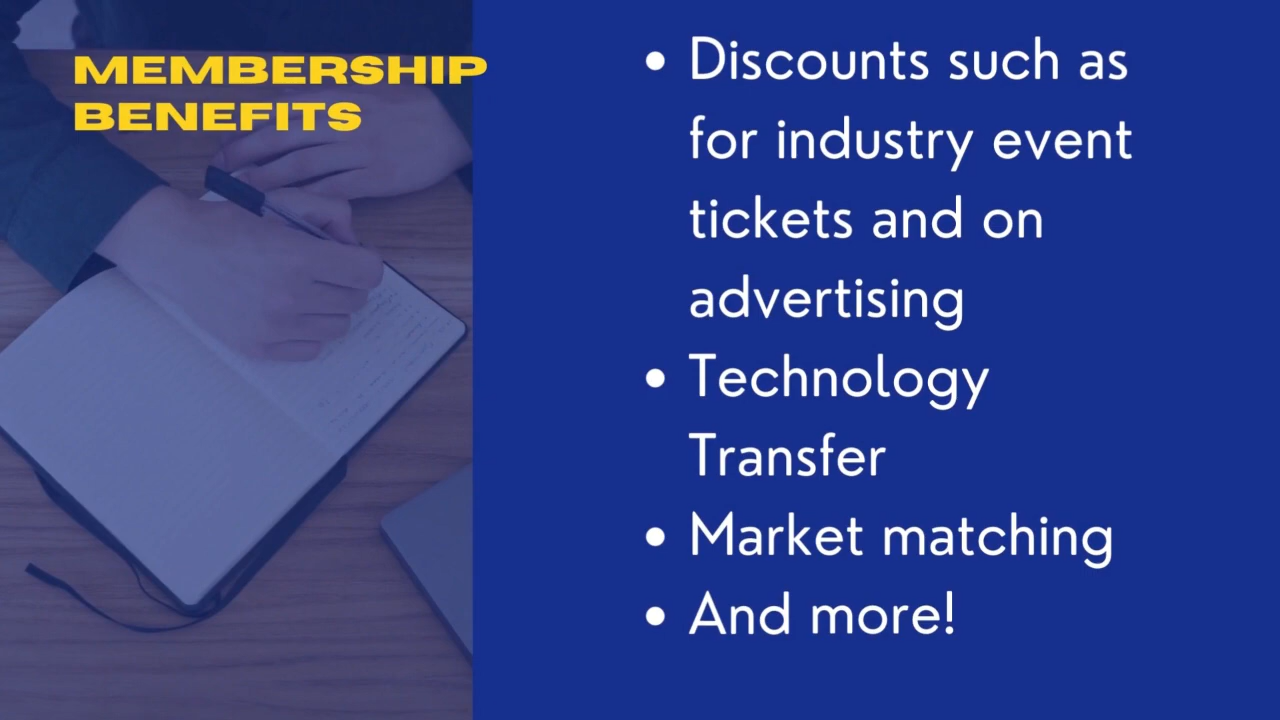 MEMBERSHIP
BENEFITS
• Discounts such as
for industry event
tickets and on
advertising
• Technology
Transfer
• Market matching
• And more!